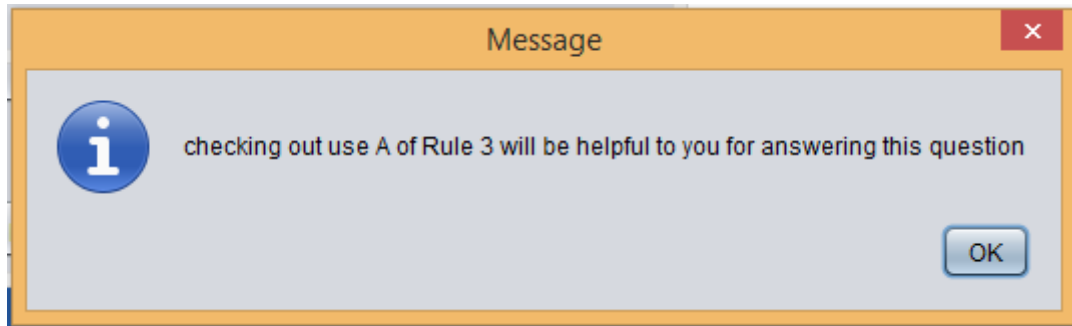 Message
checking out use A of Rule 3 will be helpful to you for answering this question
OK